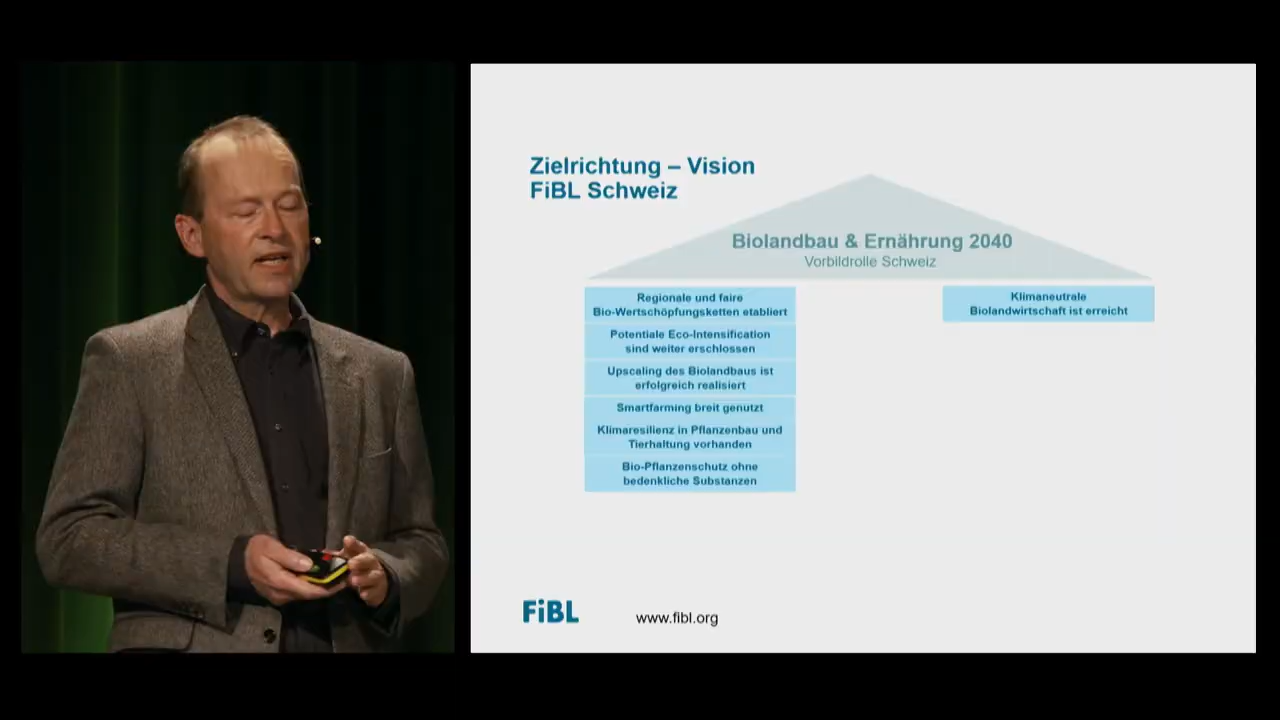 Zielrichtung – Vision
FiBL Schweiz
Biolandbau & Ernährung 2040
Vorbildrolle Schweiz
Regionale und faire
Bio-Wertschöpfungsketten etabliert
Potentiale Eco-Intensification
sind weiter erschlossen
Upscaling des Biolandbaus ist
erfolgreich realisiert
Smartfarming breit genutzt
Klimaresilienz in Pflanzenbau und
Tierhaltung vorhanden
Bio-Pflanzenschutz ohne
bedenkliche Substanzen
Klimaneutrale
Biolandwirtschaft ist erreicht
FiBL
www.fibl.org